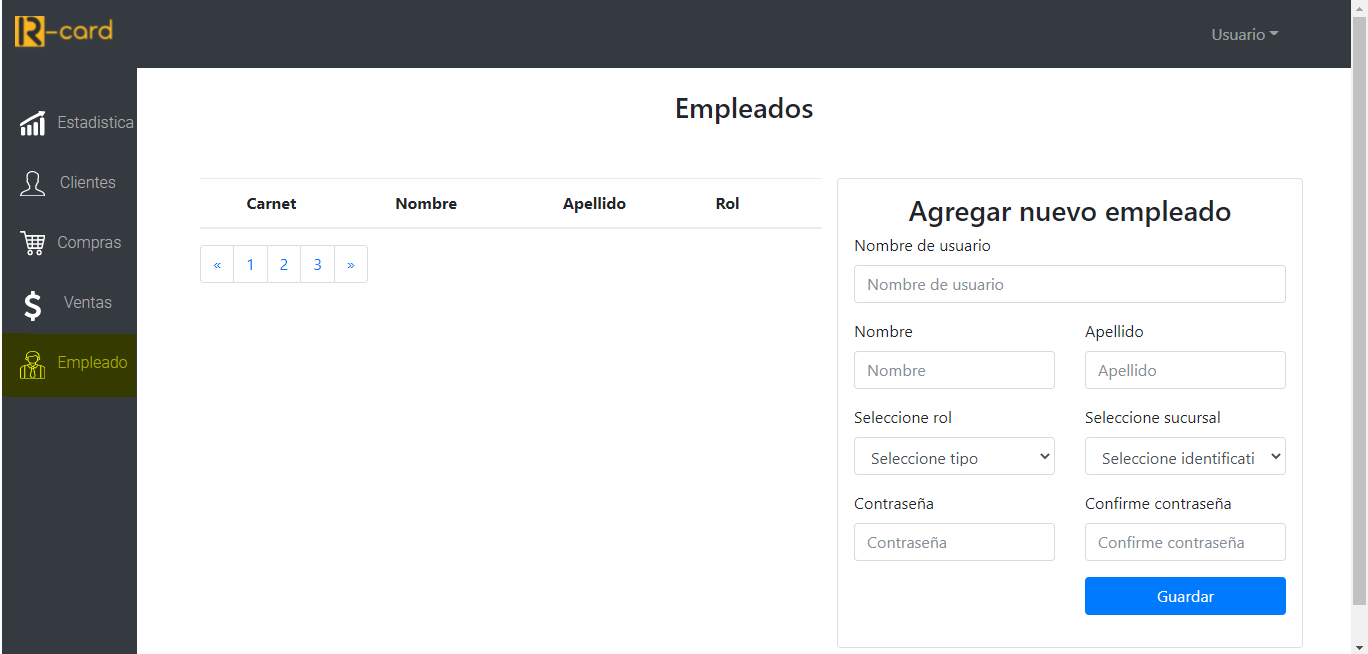 R-card
Usuario
Estadistica
Clientes
Compras
Ventas
Empleado
Empleados
Carnet Nombre Apellido Rol
« 1 2 3 »
Agregar nuevo empleado
Nombre de usuario
Nombre de usuario
Nombre Apellido
Nombre Apellido
Seleccione rol Seleccione sucursal
Seleccione tipo Seleccione identificati
Contraseña Confirme contraseña
Contraseña Confirme contraseña
Guardar